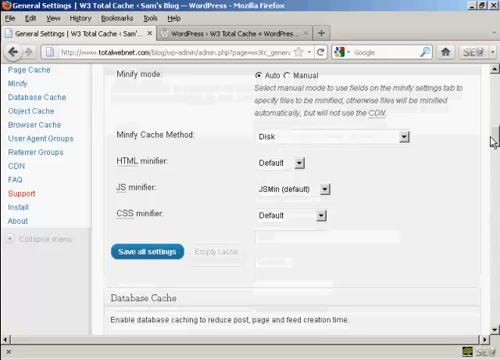 General Settings | W3 Total Cache ‹ Sam's Blog — WordPress – Mozilla Firefox
File Edit View History Bookmarks Tools Help
General Settings | W3 Total Cache ‹ Sam's...
WordPress › W3 Total Cache « WordPress ...
http://www.totalwebnet.com/blog/wp-admin/admin.php?page=w3tc_genera
Google
SEO
Page Cache
Minify
Database Cache
Object Cache
Browser Cache
User Agent Groups
Referrer Groups
CDN
FAQ
Support
Install
About
Collapse menu
Minify mode:
Auto Manual
Select manual mode to use fields on the minify settings tab
to specify files to be minified, otherwise files will be minified
automatically, but will not use the CDN.
Minify Cache Method:
Disk
HTML minifier:
Default
JS minifier:
JSMin (default)
CSS minifier:
Default
Save all settings
Empty cache
Database Cache
Enable database caching to reduce post, page and feed creation time.
SEO